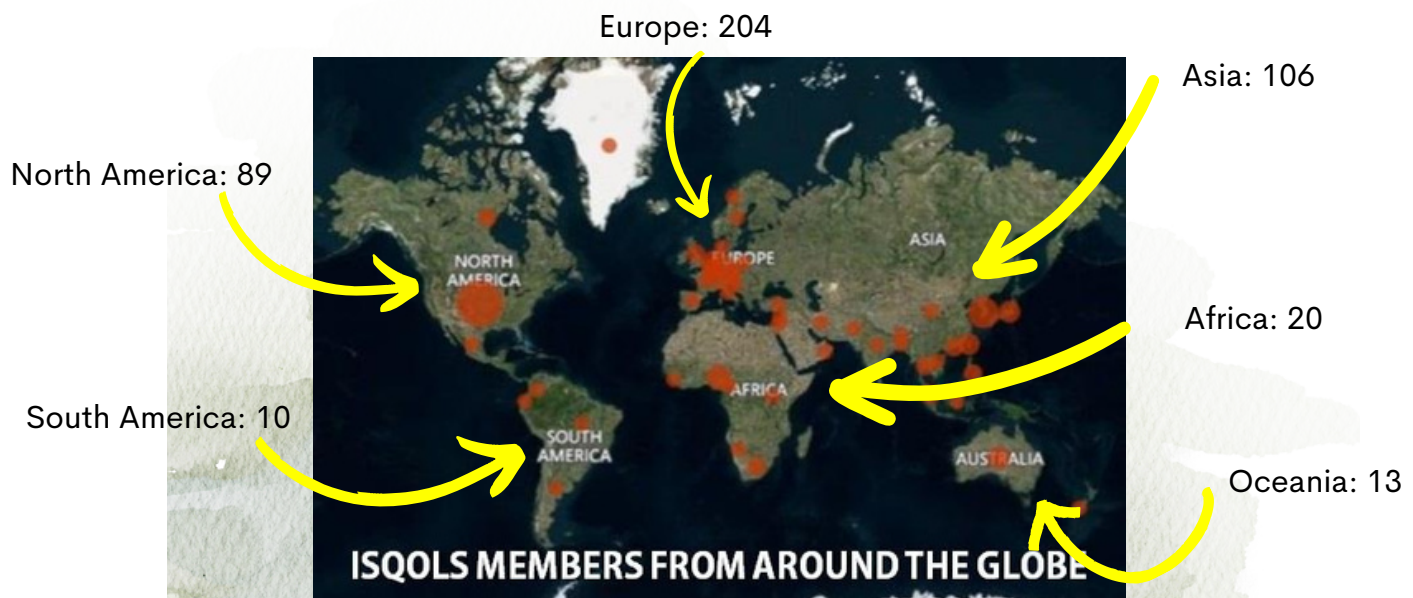 Europe: 204
Asia: 106
North America: 89
Africa: 20
South America: 10
Oceania: 13
NORTH
AMERICA
EUROPE
ASIA
AFRICA
SOUTH
AMERICA
AUSTRALIA
ISQOLS MEMBERS FROM AROUND THE GLOBE